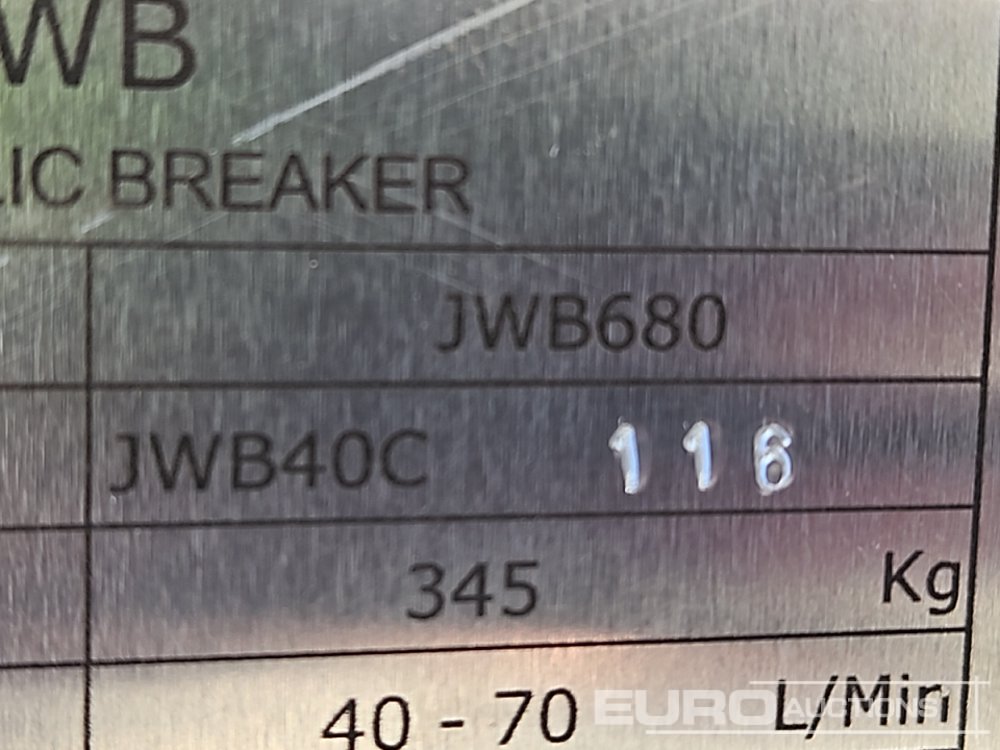 WB
LIC BREAKER
JWB680
JWB40C 116
345 Kg
40 - 70 L/Min
EURO AUCTIONS